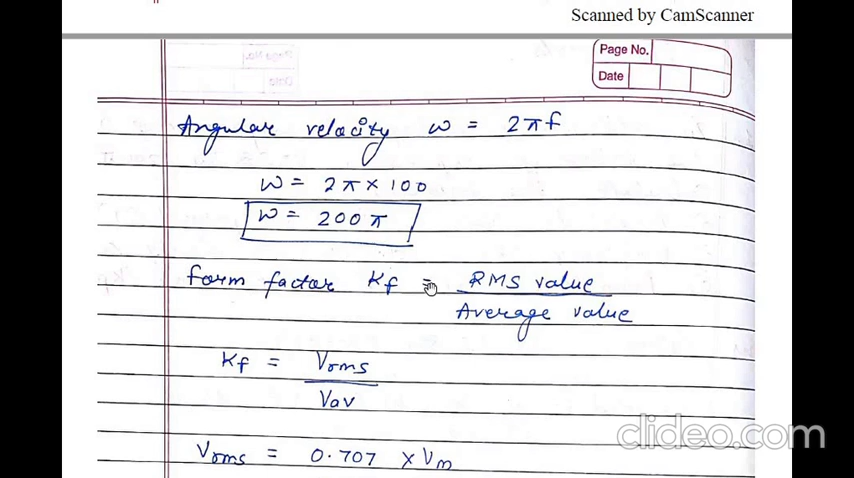 Scanned by CamScanner
Page No.
Date
Angular velocity ω = 2πf
ω = 2π × 100
ω = 200 π
form factor Kf = RMS value
Average value
Kf = Vrms
Vav
Vrms = 0.707 × Vm
clideo.com